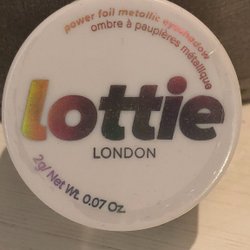 power foil metallic eyeshadow
ombre à paupières métallique
lottie
LONDON
2g/ Net Wt. 0.07 Oz.